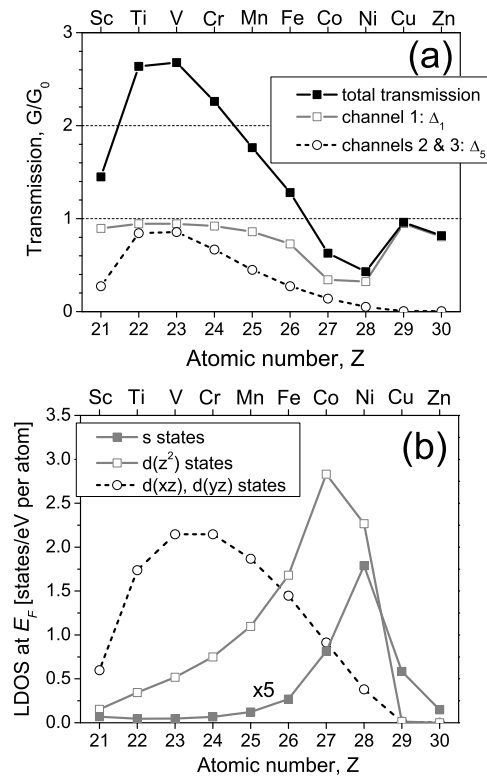 Sc Ti V Cr Mn Fe Co Ni Cu Zn
(a)
3
2
1
0
Transmission, G/G₀
total transmission
channel 1: Δ₁
channels 2 & 3: Δ₅
21 22 23 24 25 26 27 28 29 30
Atomic number, Z
Sc Ti V Cr Mn Fe Co Ni Cu Zn
(b)
3.5
3.0
2.5
2.0
1.5
1.0
0.5
0.0
LDOS at E_F [states/eV per atom]
s states
d(z²) states
d(xz), d(yz) states
x5
21 22 23 24 25 26 27 28 29 30
Atomic number, Z